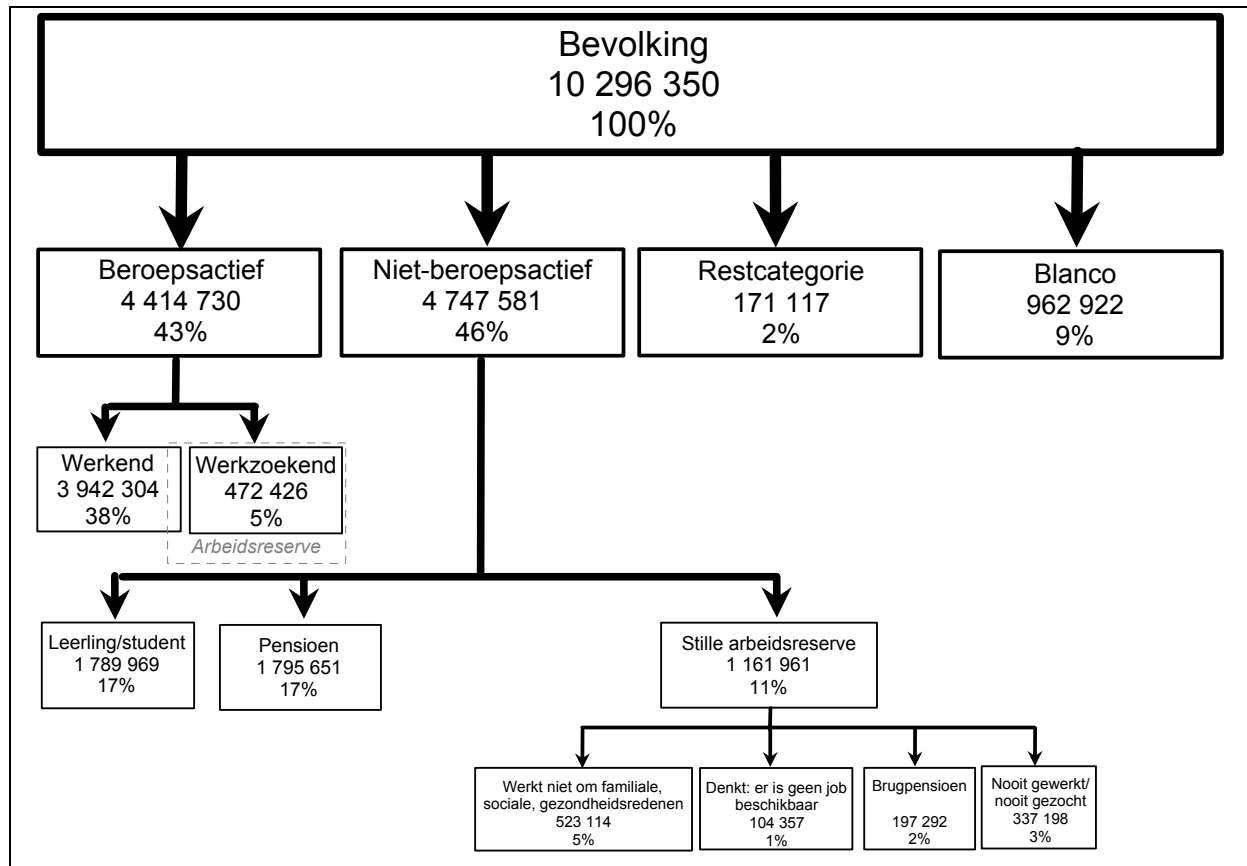 Bevolking
10 296 350
100%
Beroepsactief
4 414 730
43%
Niet-beroepsactief
4 747 581
46%
Restcategorie
171 117
2%
Blanco
962 922
9%
Werkend
3 942 304
38%
Werkzoekend
472 426
5%
Arbeidsreserve
Leerling/student
1 789 969
17%
Pensioen
1 795 651
17%
Stille arbeidsreserve
1 161 961
11%
Werkt niet om familiale,
sociale, gezondheidsredenen
523 114
5%
Denkt: er is geen job
beschikbaar
104 357
1%
Brugpensioen
197 292
2%
Nooit gewerkt/
nooit gezocht
337 198
3%